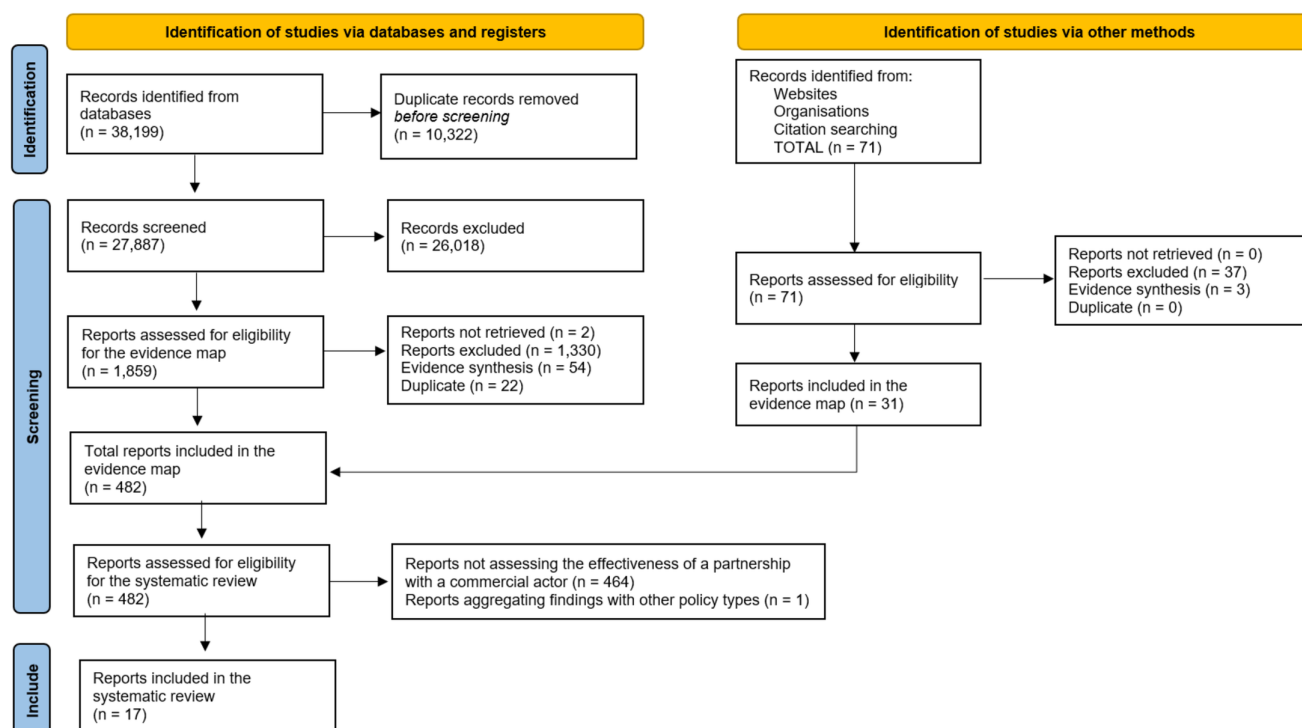 Identification of studies via databases and registers
Identification of studies via other methods
Identification
Records identified from
databases
(n = 38,199)
Duplicate records removed
before screening
(n = 10,322)
Records identified from:
Websites
Organisations
Citation searching
TOTAL (n = 71)
Screening
Records screened
(n = 27,887)
Records excluded
(n = 26,018)
Reports assessed for eligibility
(n = 71)
Reports not retrieved (n = 0)
Reports excluded (n = 37)
Evidence synthesis (n = 3)
Duplicate (n = 0)
Reports assessed for eligibility
for the evidence map
(n = 1,859)
Reports not retrieved (n = 2)
Reports excluded (n = 1,330)
Evidence synthesis (n = 54)
Duplicate (n = 22)
Reports included in the
evidence map (n = 31)
Total reports included in the
evidence map
(n = 482)
Reports assessed for eligibility
for the systematic review
(n = 482)
Reports not assessing the effectiveness of a partnership
with a commercial actor (n = 464)
Reports aggregating findings with other policy types (n = 1)
Include
Reports included in the
systematic review
(n = 17)